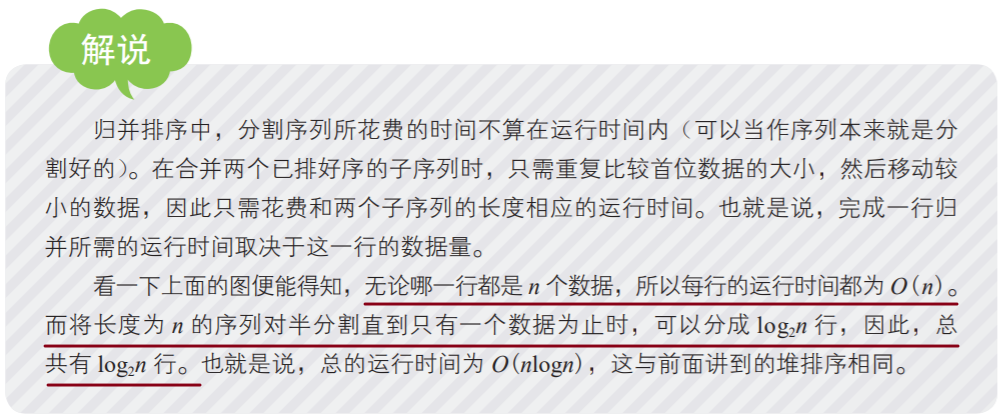 解说
归并排序中，分割序列所花费的时间不算在运行时间内（可以当作序列本来就是分
割好的）。在合并两个已排好序的子序列时，只需重复比较首位数据的大小，然后移动较
小的数据，因此只需花费和两个子序列的长度相应的运行时间。也就是说，完成一行归
并所需的运行时间取决于这一行的数据量。
看一下上面的图便能得知，无论哪一行都是 n 个数据，所以每行的运行时间都为 O(n)。
而将长度为 n 的序列对半分割直到只有一个数据为止时，可以分成 log₂n 行，因此，总
共有 log₂n 行。也就是说，总的运行时间为 O(nlogn)，这与前面讲到的堆排序相同。